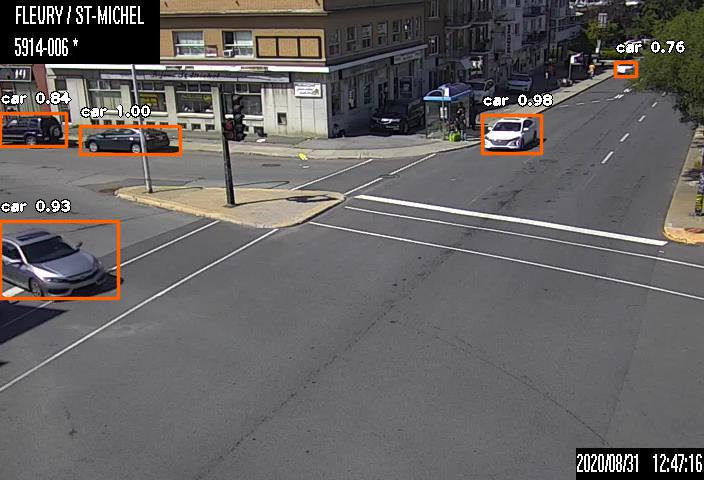 FLEURY / ST-MICHEL
5914-006 *
car 0.76
car 0.84
car 1.00
car 0.98
car 0.93
2020/08/31 12:47:16